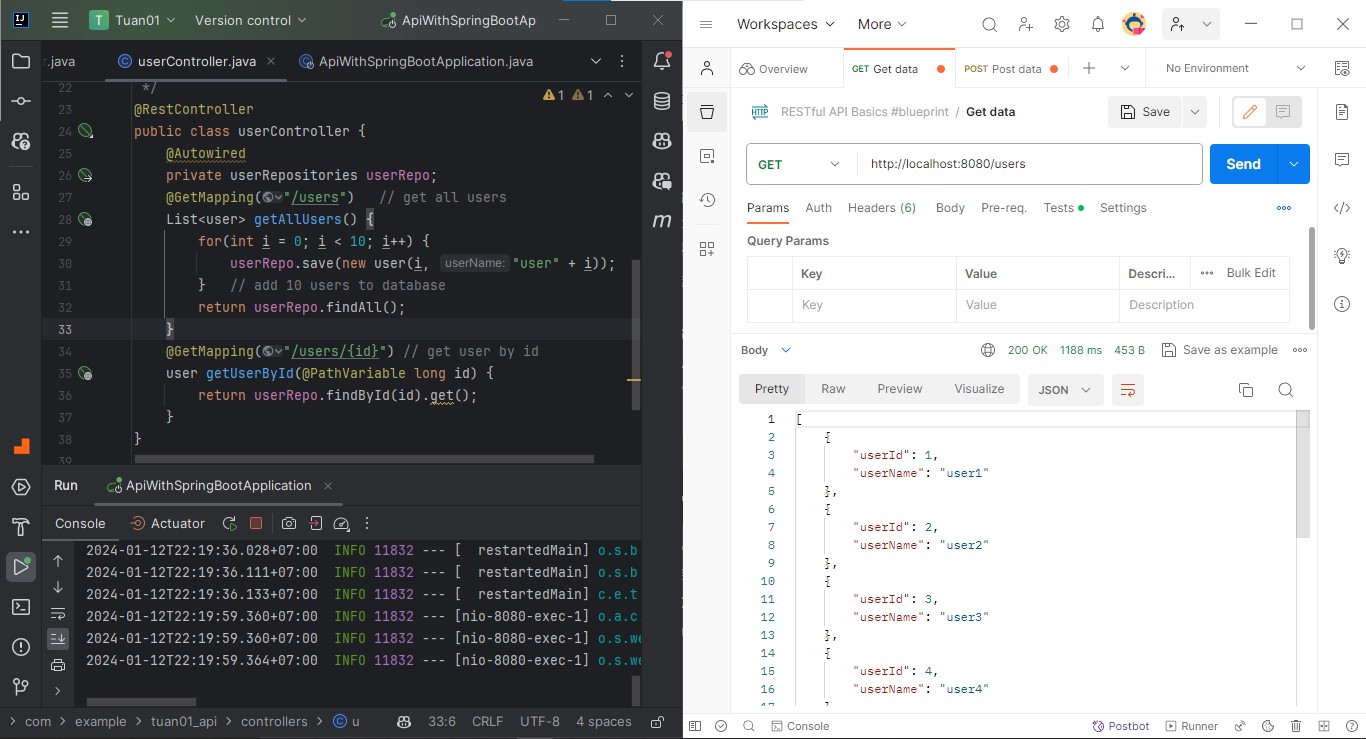 T Tuan01 Version control ApiWithSpringBootAp
r.java userController.java ApiWithSpringBootApplication.java
22 */
1 1
23 @RestController
24 public class userController {
25 @Autowired
26 private userRepositories userRepo;
27 @GetMapping("/users") // get all users
28 List<user> getAllUsers() {
29 for(int i = 0; i < 10; i++) {
30 userRepo.save(new user(i, userName: "user" + i));
31 } // add 10 users to database
32 return userRepo.findAll();
33 }
34 @GetMapping("/users/{id}") // get user by id
35 user getUserById(@PathVariable long id) {
36 return userRepo.findById(id).get();
37 }
38 }
39
Run ApiWithSpringBootApplication
Console Actuator
2024-01-12T22:19:36.028+07:00 INFO 11832 --- [ restartedMain] o.s.b
2024-01-12T22:19:36.111+07:00 INFO 11832 --- [ restartedMain] o.s.b
2024-01-12T22:19:36.133+07:00 INFO 11832 --- [ restartedMain] c.e.t
2024-01-12T22:19:59.360+07:00 INFO 11832 --- [nio-8080-exec-1] o.a.c
2024-01-12T22:19:59.360+07:00 INFO 11832 --- [nio-8080-exec-1] o.s.we
2024-01-12T22:19:59.364+07:00 INFO 11832 --- [nio-8080-exec-1] o.s.we
com example tuan01_api controllers u 33:6 CRLF UTF-8 4 spaces
Workspaces More
Overview GET Get data POST Post data No Environment
HTTP RESTful API Basics #blueprint / Get data Save
GET http://localhost:8080/users Send
Params Auth Headers (6) Body Pre-req. Tests Settings
Query Params
Key Value Descri... Bulk Edit
Key Value Description
Body 200 OK 1188 ms 453 B Save as example
Pretty Raw Preview Visualize JSON
1 [
2 {
3 "userId": 1,
4 "userName": "user1"
5 },
6 {
7 "userId": 2,
8 "userName": "user2"
9 },
10 {
11 "userId": 3,
12 "userName": "user3"
13 },
14 {
15 "userId": 4,
16 "userName": "user4"
17
Console Postbot Runner